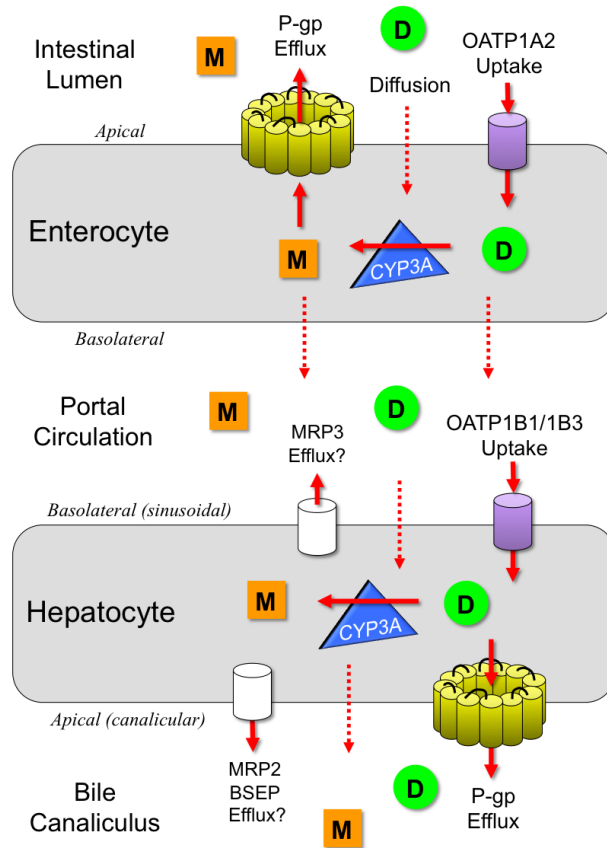 Intestinal
Lumen
M
P-gp
Efflux
D
Diffusion
OATP1A2
Uptake
Apical
Enterocyte
M
CYP3A
D
Basolateral
Portal
Circulation
M
MRP3
Efflux?
D
OATP1B1/1B3
Uptake
Basolateral (sinusoidal)
Hepatocyte
M
CYP3A
D
Apical (canalicular)
Bile
Canaliculus
MRP2
BSEP
Efflux?
M
D
P-gp
Efflux